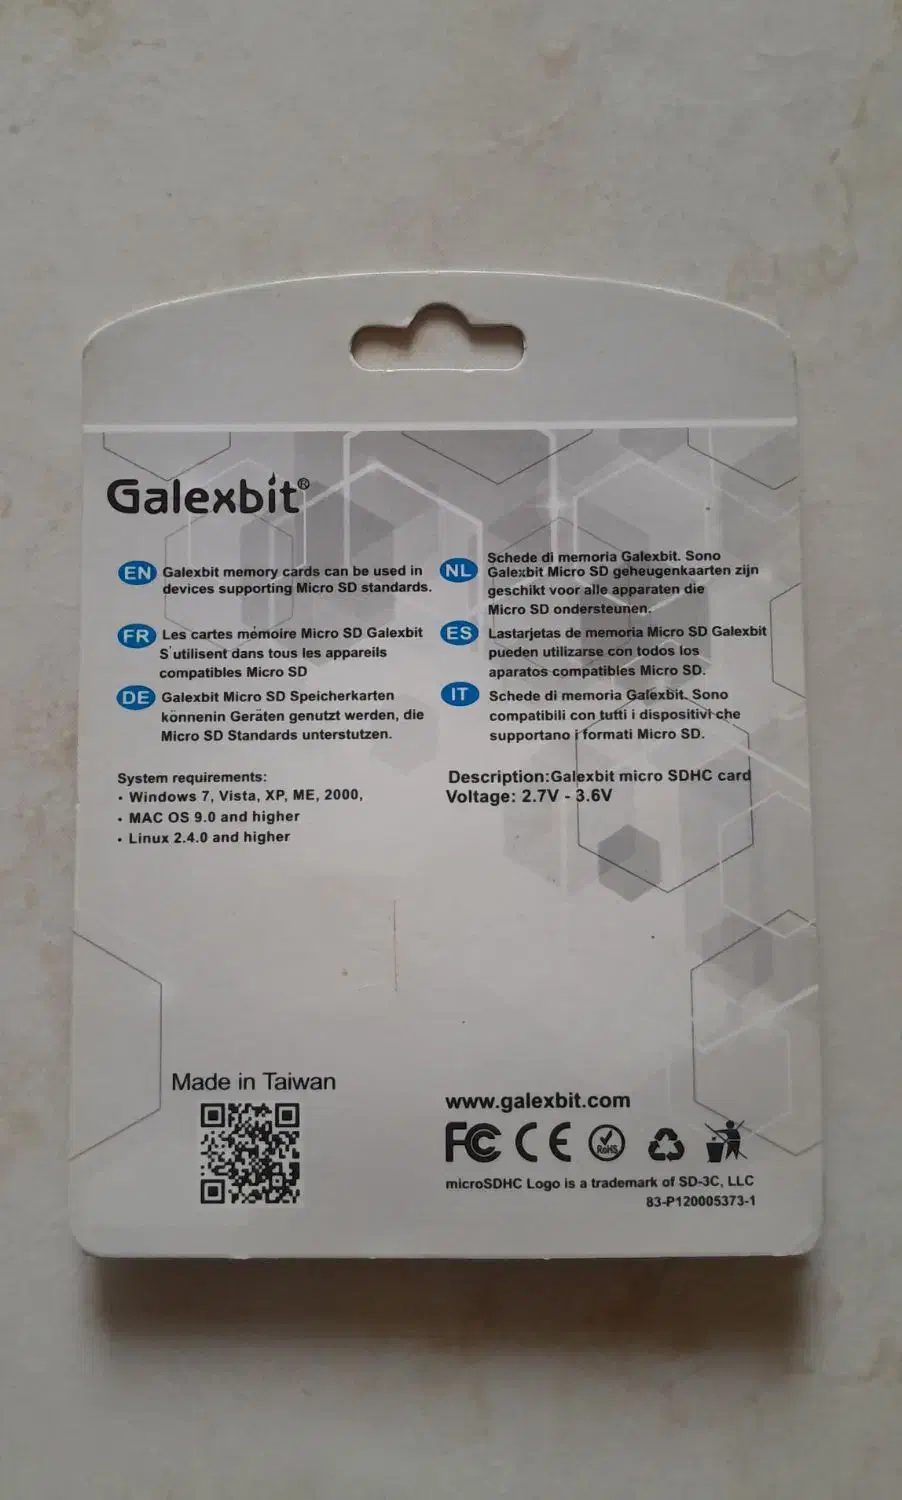 Galexbit®
EN Galexbit memory cards can be used in
devices supporting Micro SD standards.
FR Les cartes mémoire Micro SD Galexbit
S'utilisent dans tous les appareils
compatibles Micro SD
DE Galexbit Micro SD Speicherkarten
könnenin Geräten genutzt werden, die
Micro SD Standards unterstutzen.
System requirements:
• Windows 7, Vista, XP, ME, 2000,
• MAC OS 9.0 and higher
• Linux 2.4.0 and higher
Schede di memoria Galexbit. Sono
NL Galexbit Micro SD geheugenkaarten zijn
geschikt voor alle apparaten die
Micro SD ondersteunen.
ES Lastarjetas de memoria Micro SD Galexbit
pueden utilizarse con todos los
aparatos compatibles Micro SD.
IT Schede di memoria Galexbit. Sono
compatibili con tutti i dispositivi che
supportano i formati Micro SD.
Description:Galexbit micro SDHC card
Voltage: 2.7V - 3.6V
Made in Taiwan
www.galexbit.com
FC CE RoHS
microSDHC Logo is a trademark of SD-3C, LLC
83-P120005373-1